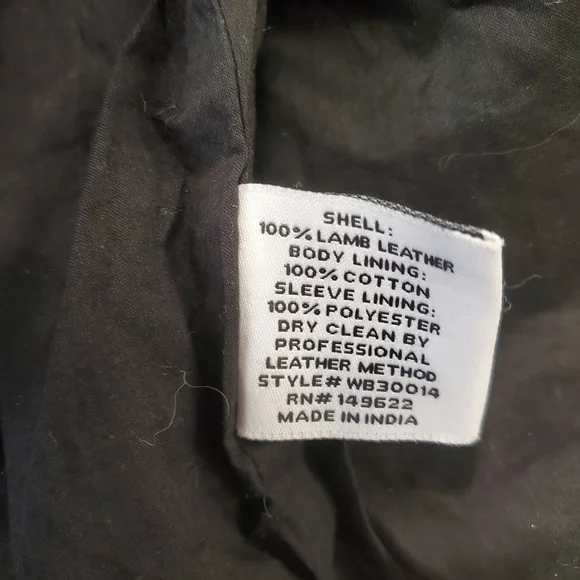 SHELL:
100% LAMB LEATHER
BODY LINING:
100% COTTON
SLEEVE LINING:
100% POLYESTER
DRY CLEAN BY
PROFESSIONAL
LEATHER METHOD
STYLE# WB30014
RN# 149622
MADE IN INDIA